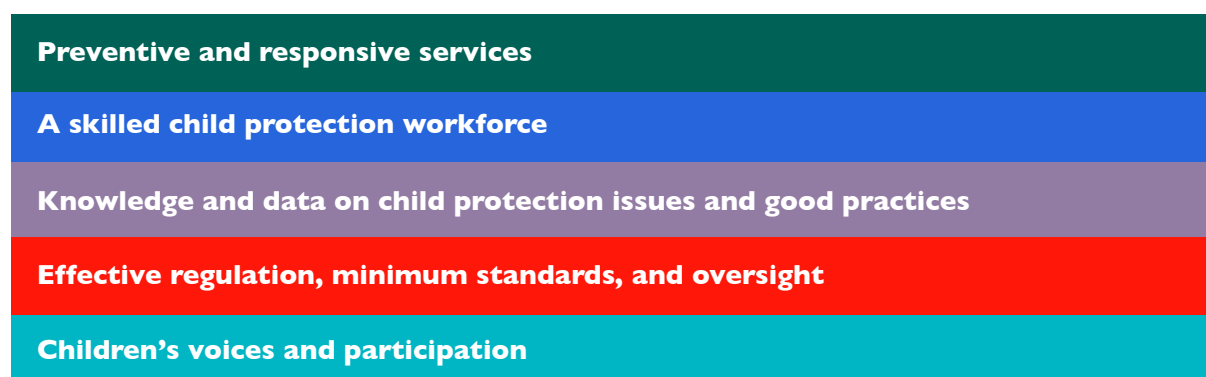 Preventive and responsive services
A skilled child protection workforce
Knowledge and data on child protection issues and good practices
Effective regulation, minimum standards, and oversight
Children’s voices and participation